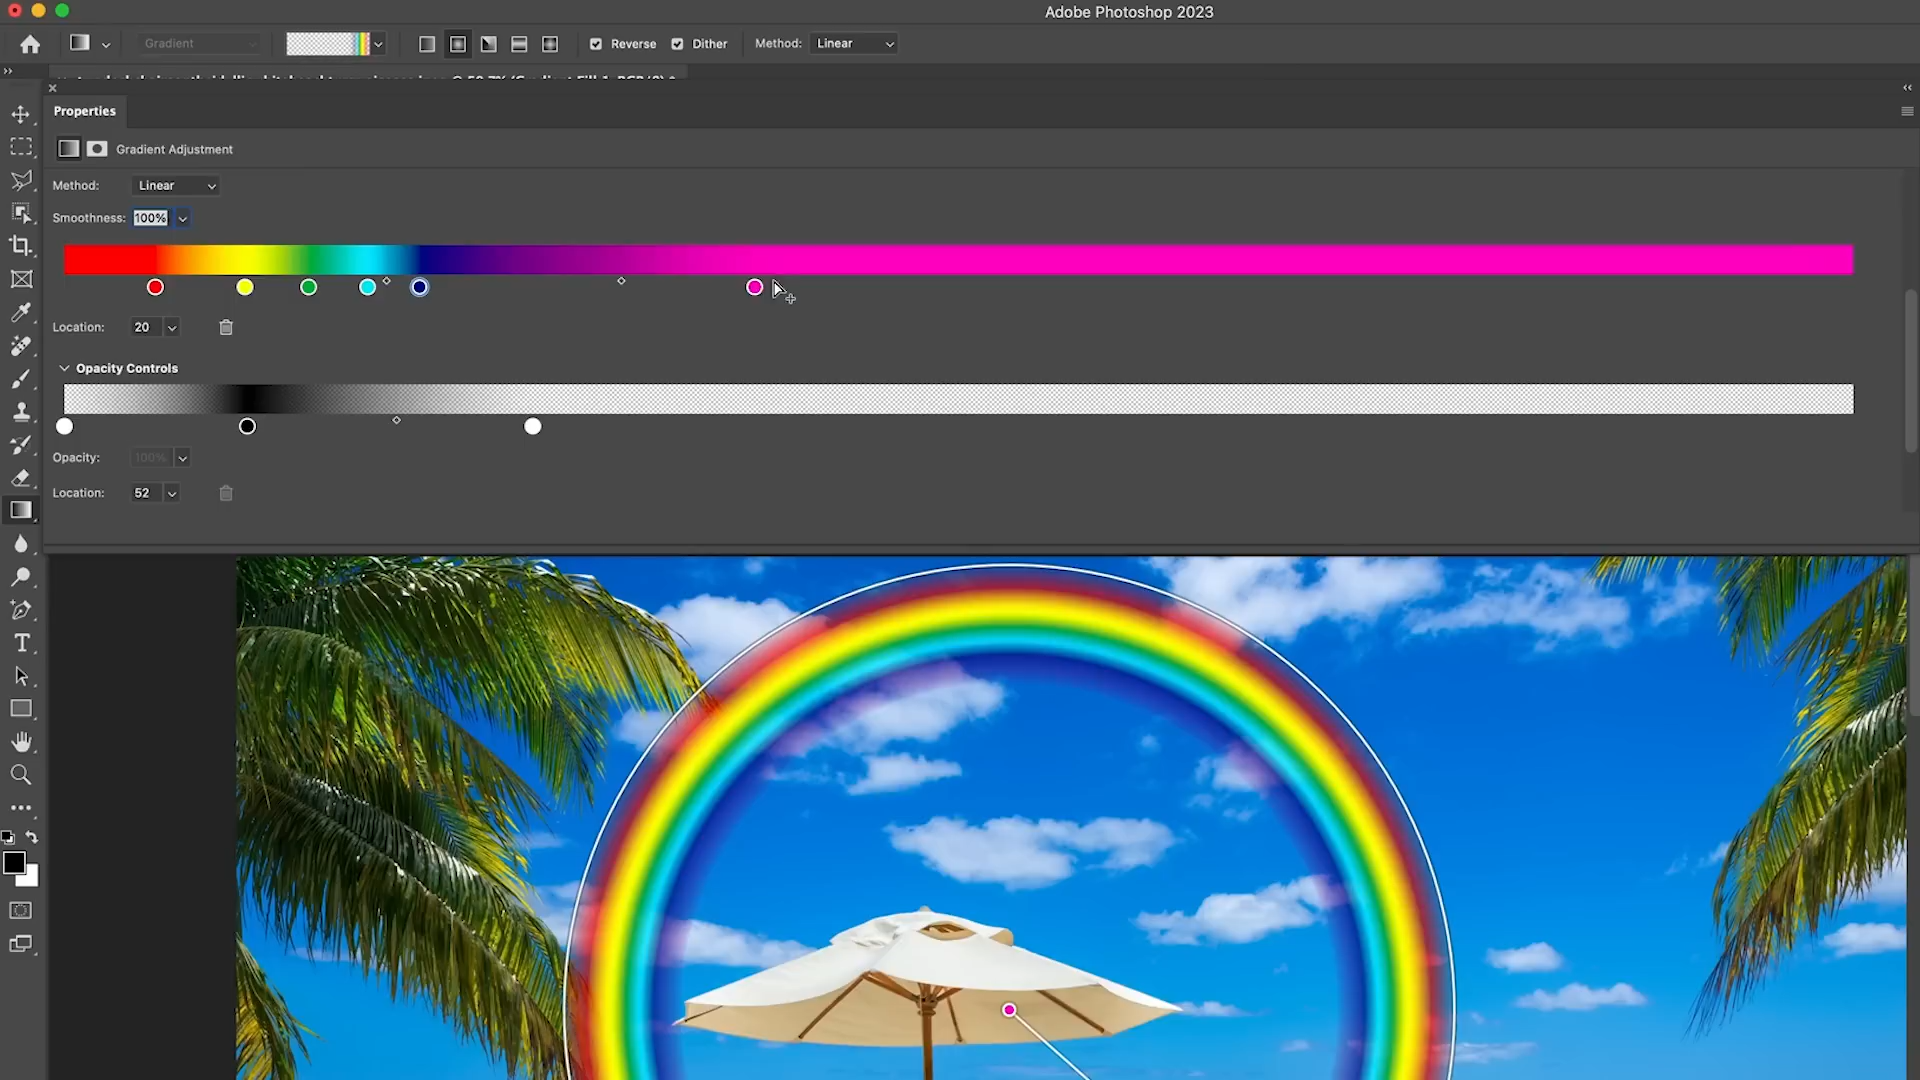 Adobe Photoshop 2023
Gradient
Reverse
Dither
Method:
Linear
Properties
Gradient Adjustment
Method: Linear
Smoothness: 100%
Location: 20
Opacity Controls
Opacity: 100%
Location: 52